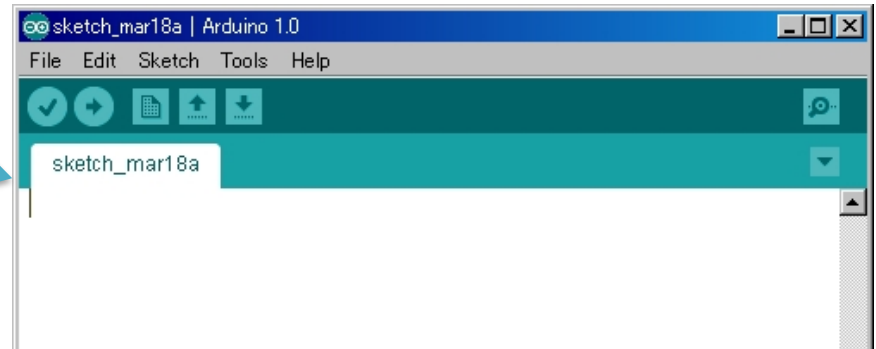 sketch_mar18a | Arduino 1.0
File Edit Sketch Tools Help
sketch_mar18a